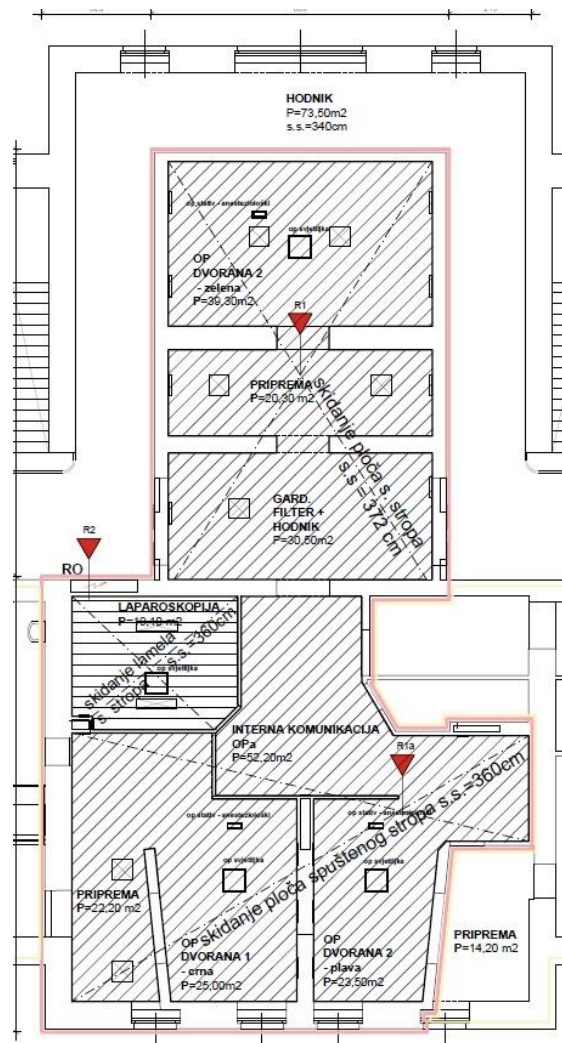 HODNIK
P=73,50m2
s.s.=340cm
op stativ - anesteziološki
op svjetiljka
OP
DVORANA 2
- zelena
P=39,30m2
R1
PRIPREMA
P=20,30 m2
skidanje ploča s. stropa
s.s = 372 cm
GARD.
FILTER +
HODNIK
P=30,50m2
R2
RO
LAPAROSKOPIJA
skidanje lamela
s. stropa
s.s.=360cm
op svjetiljka
INTERNA KOMUNIKACIJA
OPa
P=52,20m2
R1a
skidanje ploča spuštenog stropa s.s.=360cm
op stativ - anesteziološki
op stativ -
op svjetiljka
op svjetiljka
PRIPREMA
P=22,20 m2
OP
DVORANA 1
- crna
P=25,00m2
OP
DVORANA 2
- plava
P=23,50m2
PRIPREMA
P=14,20 m2